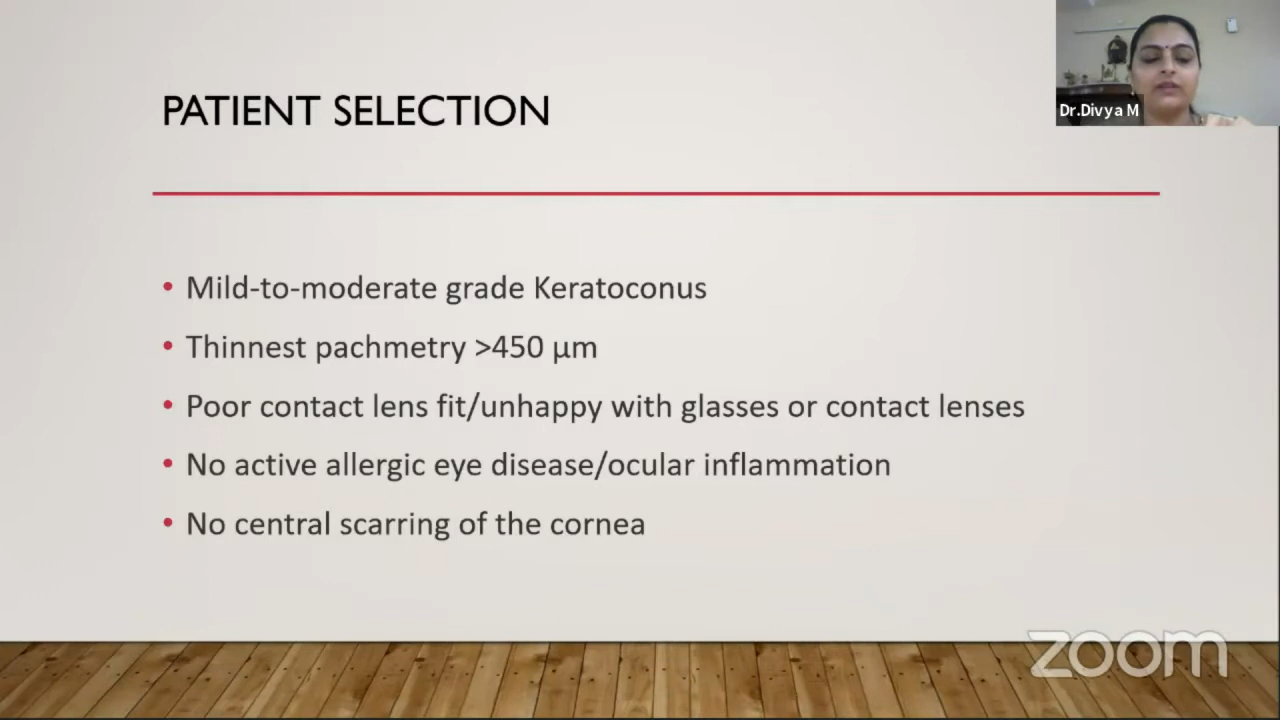 PATIENT SELECTION
Dr.Divya M
• Mild-to-moderate grade Keratoconus
• Thinnest pachmetry >450 µm
• Poor contact lens fit/unhappy with glasses or contact lenses
• No active allergic eye disease/ocular inflammation
• No central scarring of the cornea
zoom